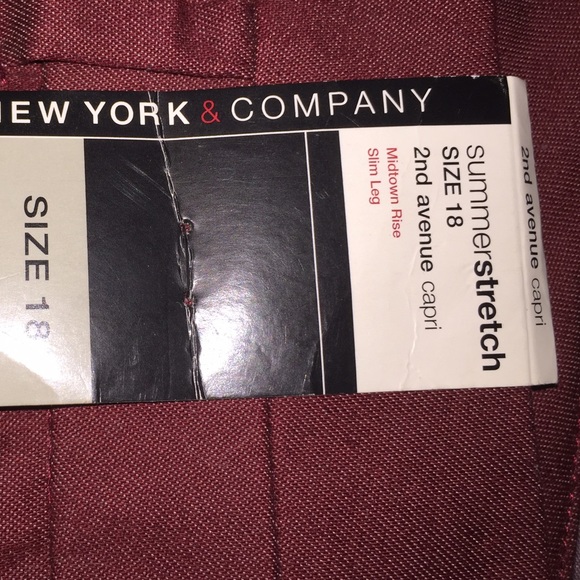 NEW YORK & COMPANY
SIZE 18
summerstretch
SIZE 18
2nd avenue capri
Midtown Rise
Slim Leg
2nd avenue capri